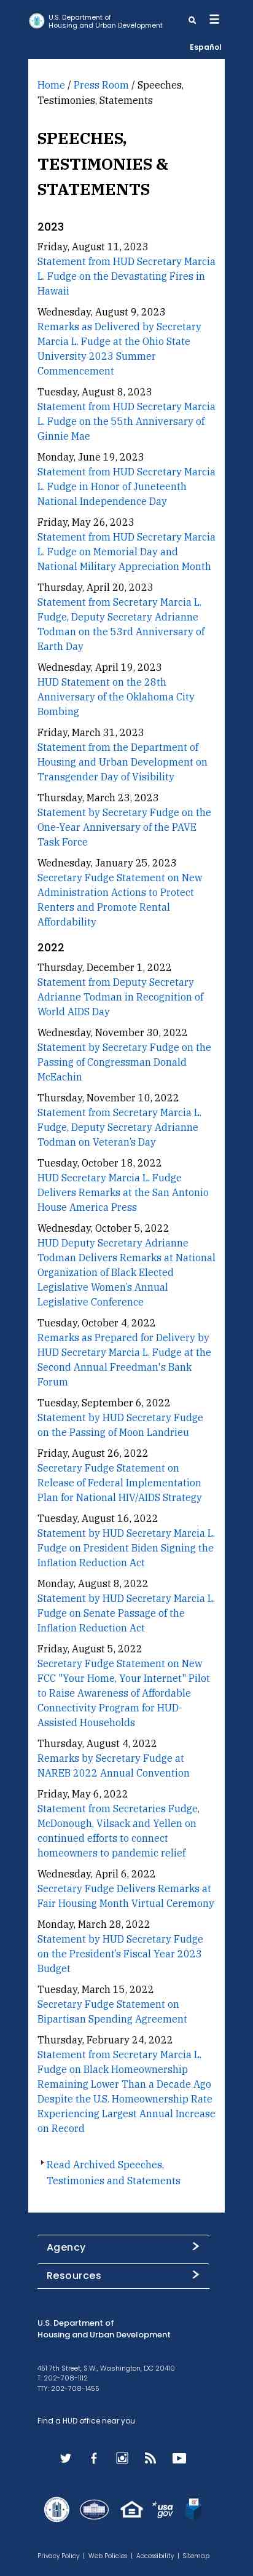 U.S. Department of
Housing and Urban Development
Español
Home / Press Room / Speeches,
Testimonies, Statements
SPEECHES,
TESTIMONIES &
STATEMENTS
2023
Friday, August 11, 2023
Statement from HUD Secretary Marcia
L. Fudge on the Devastating Fires in
Hawaii
Wednesday, August 9, 2023
Remarks as Delivered by Secretary
Marcia L. Fudge at the Ohio State
University 2023 Summer
Commencement
Tuesday, August 8, 2023
Statement from HUD Secretary Marcia
L. Fudge on the 55th Anniversary of
Ginnie Mae
Monday, June 19, 2023
Statement from HUD Secretary Marcia
L. Fudge in Honor of Juneteenth
National Independence Day
Friday, May 26, 2023
Statement from HUD Secretary Marcia
L. Fudge on Memorial Day and
National Military Appreciation Month
Thursday, April 20, 2023
Statement from Secretary Marcia L.
Fudge, Deputy Secretary Adrianne
Todman on the 53rd Anniversary of
Earth Day
Wednesday, April 19, 2023
HUD Statement on the 28th
Anniversary of the Oklahoma City
Bombing
Friday, March 31, 2023
Statement from the Department of
Housing and Urban Development on
Transgender Day of Visibility
Thursday, March 23, 2023
Statement by Secretary Fudge on the
One-Year Anniversary of the PAVE
Task Force
Wednesday, January 25, 2023
Secretary Fudge Statement on New
Administration Actions to Protect
Renters and Promote Rental
Affordability
2022
Thursday, December 1, 2022
Statement from Deputy Secretary
Adrianne Todman in Recognition of
World AIDS Day
Wednesday, November 30, 2022
Statement by Secretary Fudge on the
Passing of Congressman Donald
McEachin
Thursday, November 10, 2022
Statement from Secretary Marcia L.
Fudge, Deputy Secretary Adrianne
Todman on Veteran's Day
Tuesday, October 18, 2022
HUD Secretary Marcia L. Fudge
Delivers Remarks at the San Antonio
House America Press
Wednesday, October 5, 2022
HUD Deputy Secretary Adrianne
Todman Delivers Remarks at National
Organization of Black Elected
Legislative Women's Annual
Legislative Conference
Tuesday, October 4, 2022
Remarks as Prepared for Delivery by
HUD Secretary Marcia L. Fudge at the
Second Annual Freedman's Bank
Forum
Tuesday, September 6, 2022
Statement by HUD Secretary Fudge
on the Passing of Moon Landrieu
Friday, August 26, 2022
Secretary Fudge Statement on
Release of Federal Implementation
Plan for National HIV/AIDS Strategy
Tuesday, August 16, 2022
Statement by HUD Secretary Marcia L.
Fudge on President Biden Signing the
Inflation Reduction Act
Monday, August 8, 2022
Statement by HUD Secretary Marcia L.
Fudge on Senate Passage of the
Inflation Reduction Act
Friday, August 5, 2022
Secretary Fudge Statement on New
FCC "Your Home, Your Internet" Pilot
to Raise Awareness of Affordable
Connectivity Program for HUD-
Assisted Households
Thursday, August 4, 2022
Remarks by Secretary Fudge at
NAREB 2022 Annual Convention
Friday, May 6, 2022
Statement from Secretaries Fudge,
McDonough, Vilsack and Yellen on
continued efforts to connect
homeowners to pandemic relief
Wednesday, April 6, 2022
Secretary Fudge Delivers Remarks at
Fair Housing Month Virtual Ceremony
Monday, March 28, 2022
Statement by HUD Secretary Fudge
on the President's Fiscal Year 2023
Budget
Tuesday, March 15, 2022
Secretary Fudge Statement on
Bipartisan Spending Agreement
Thursday, February 24, 2022
Statement from Secretary Marcia L.
Fudge on Black Homeownership
Remaining Lower Than a Decade Ago
Despite the U.S. Homeownership Rate
Experiencing Largest Annual Increase
on Record
Read Archived Speeches,
Testimonies and Statements
Agency
Resources
U.S. Department of
Housing and Urban Development
451 7th Street, S.W., Washington, DC 20410
T: 202-708-1112
TTY: 202-708-1455
Find a HUD office near you
USA
gov
Privacy Policy | Web Policies | Accessibility | Sitemap